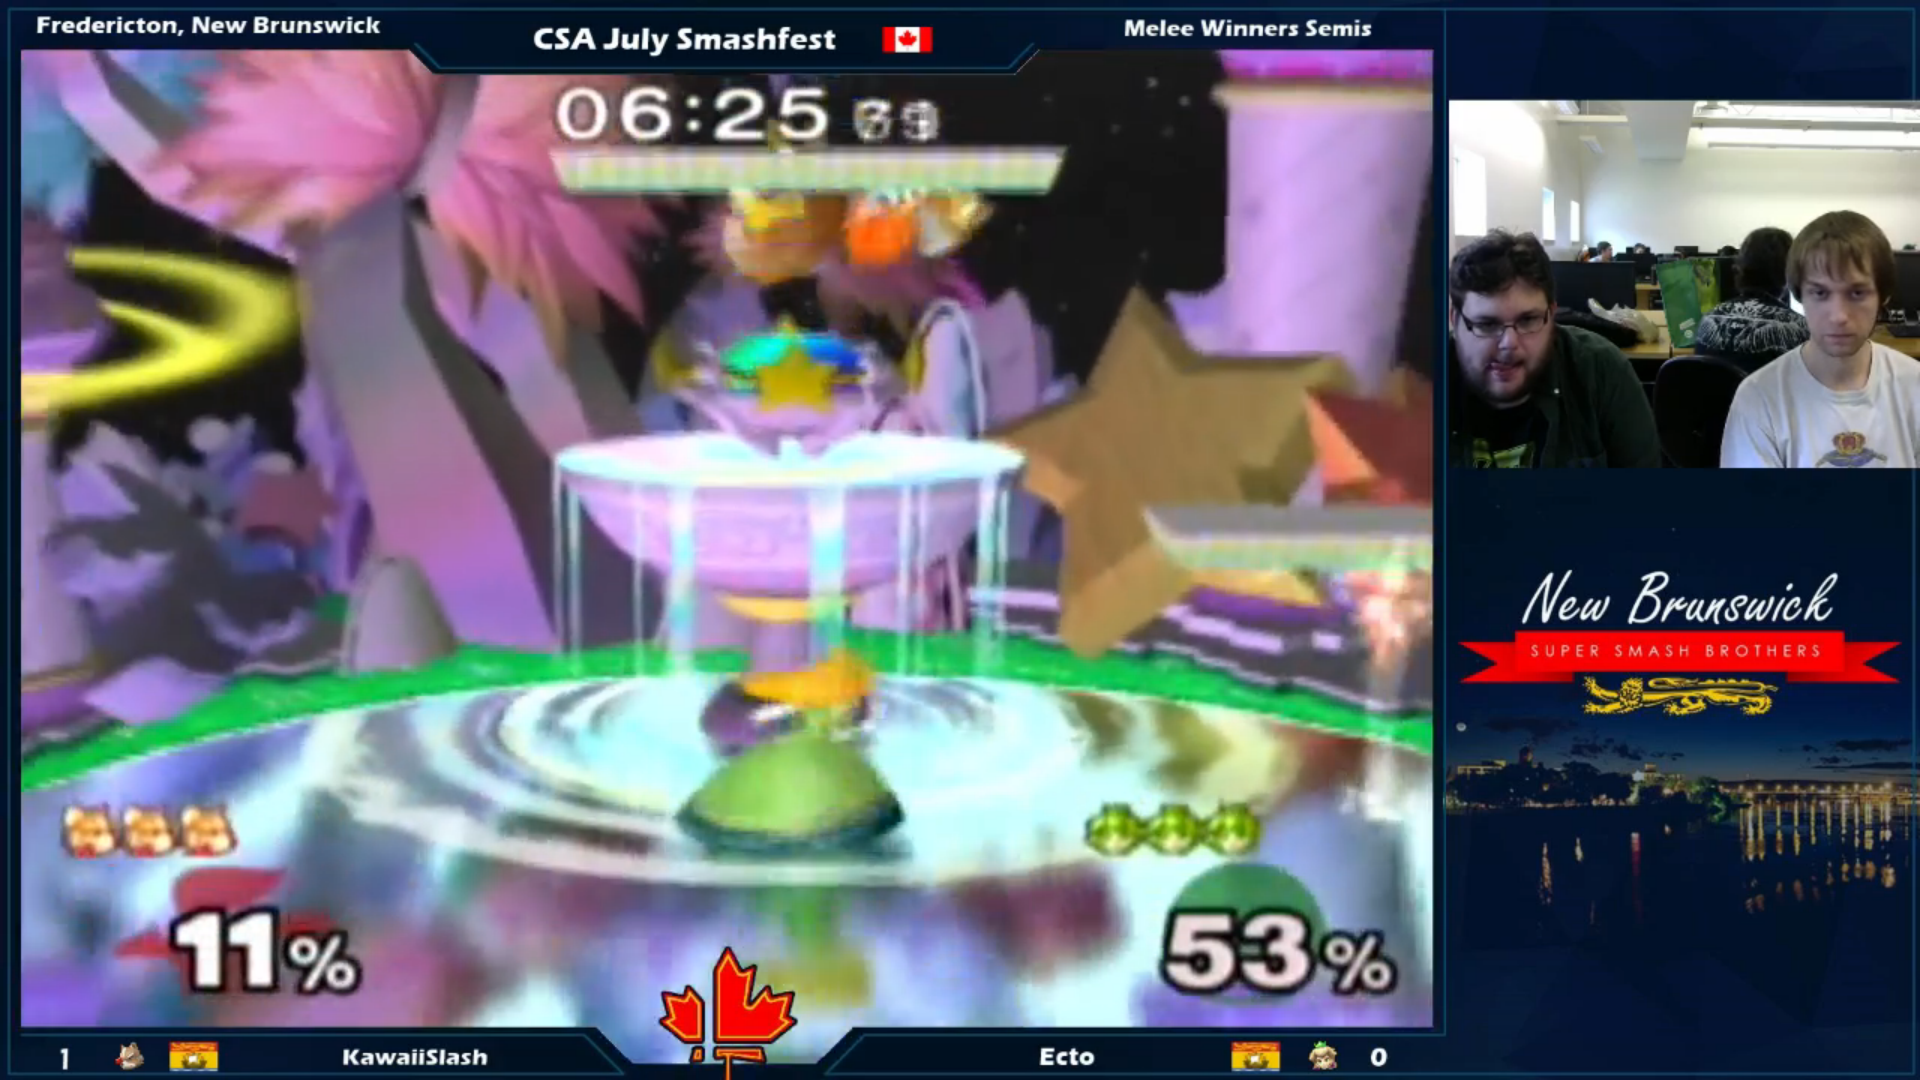 Fredericton, New Brunswick
CSA July Smashfest
Melee Winners Semis
06:25
New Brunswick
SUPER SMASH BROTHERS
11%
53%
1
KawaiiSlash
Ecto
0